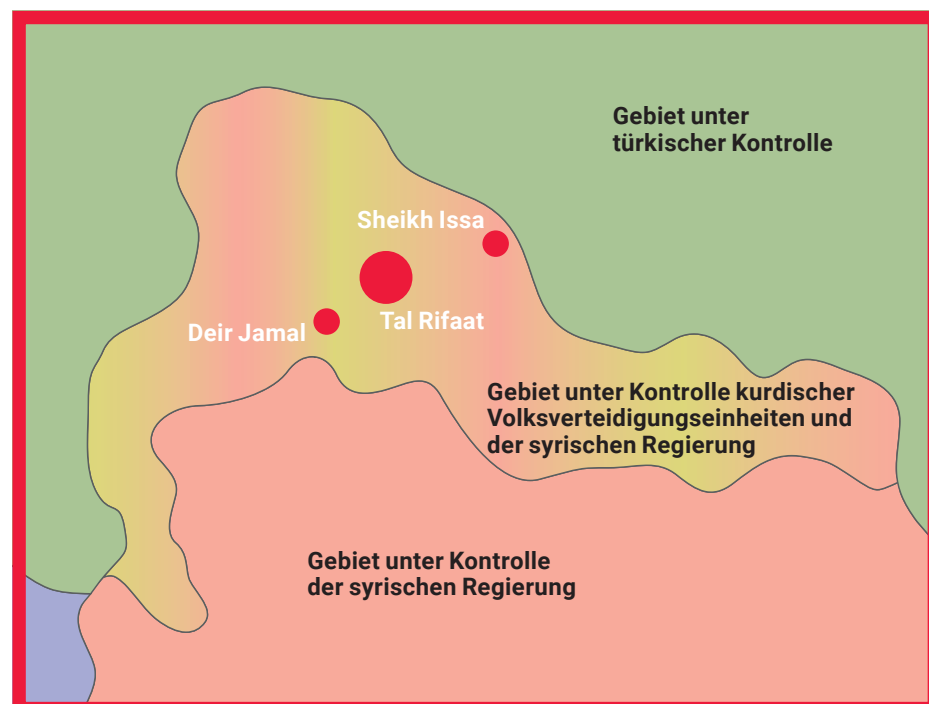 Gebiet unter
türkischer Kontrolle
Sheikh Issa
Tal Rifaat
Deir Jamal
Gebiet unter Kontrolle kurdischer
Volksverteidigungseinheiten und
der syrischen Regierung
Gebiet unter Kontrolle
der syrischen Regierung